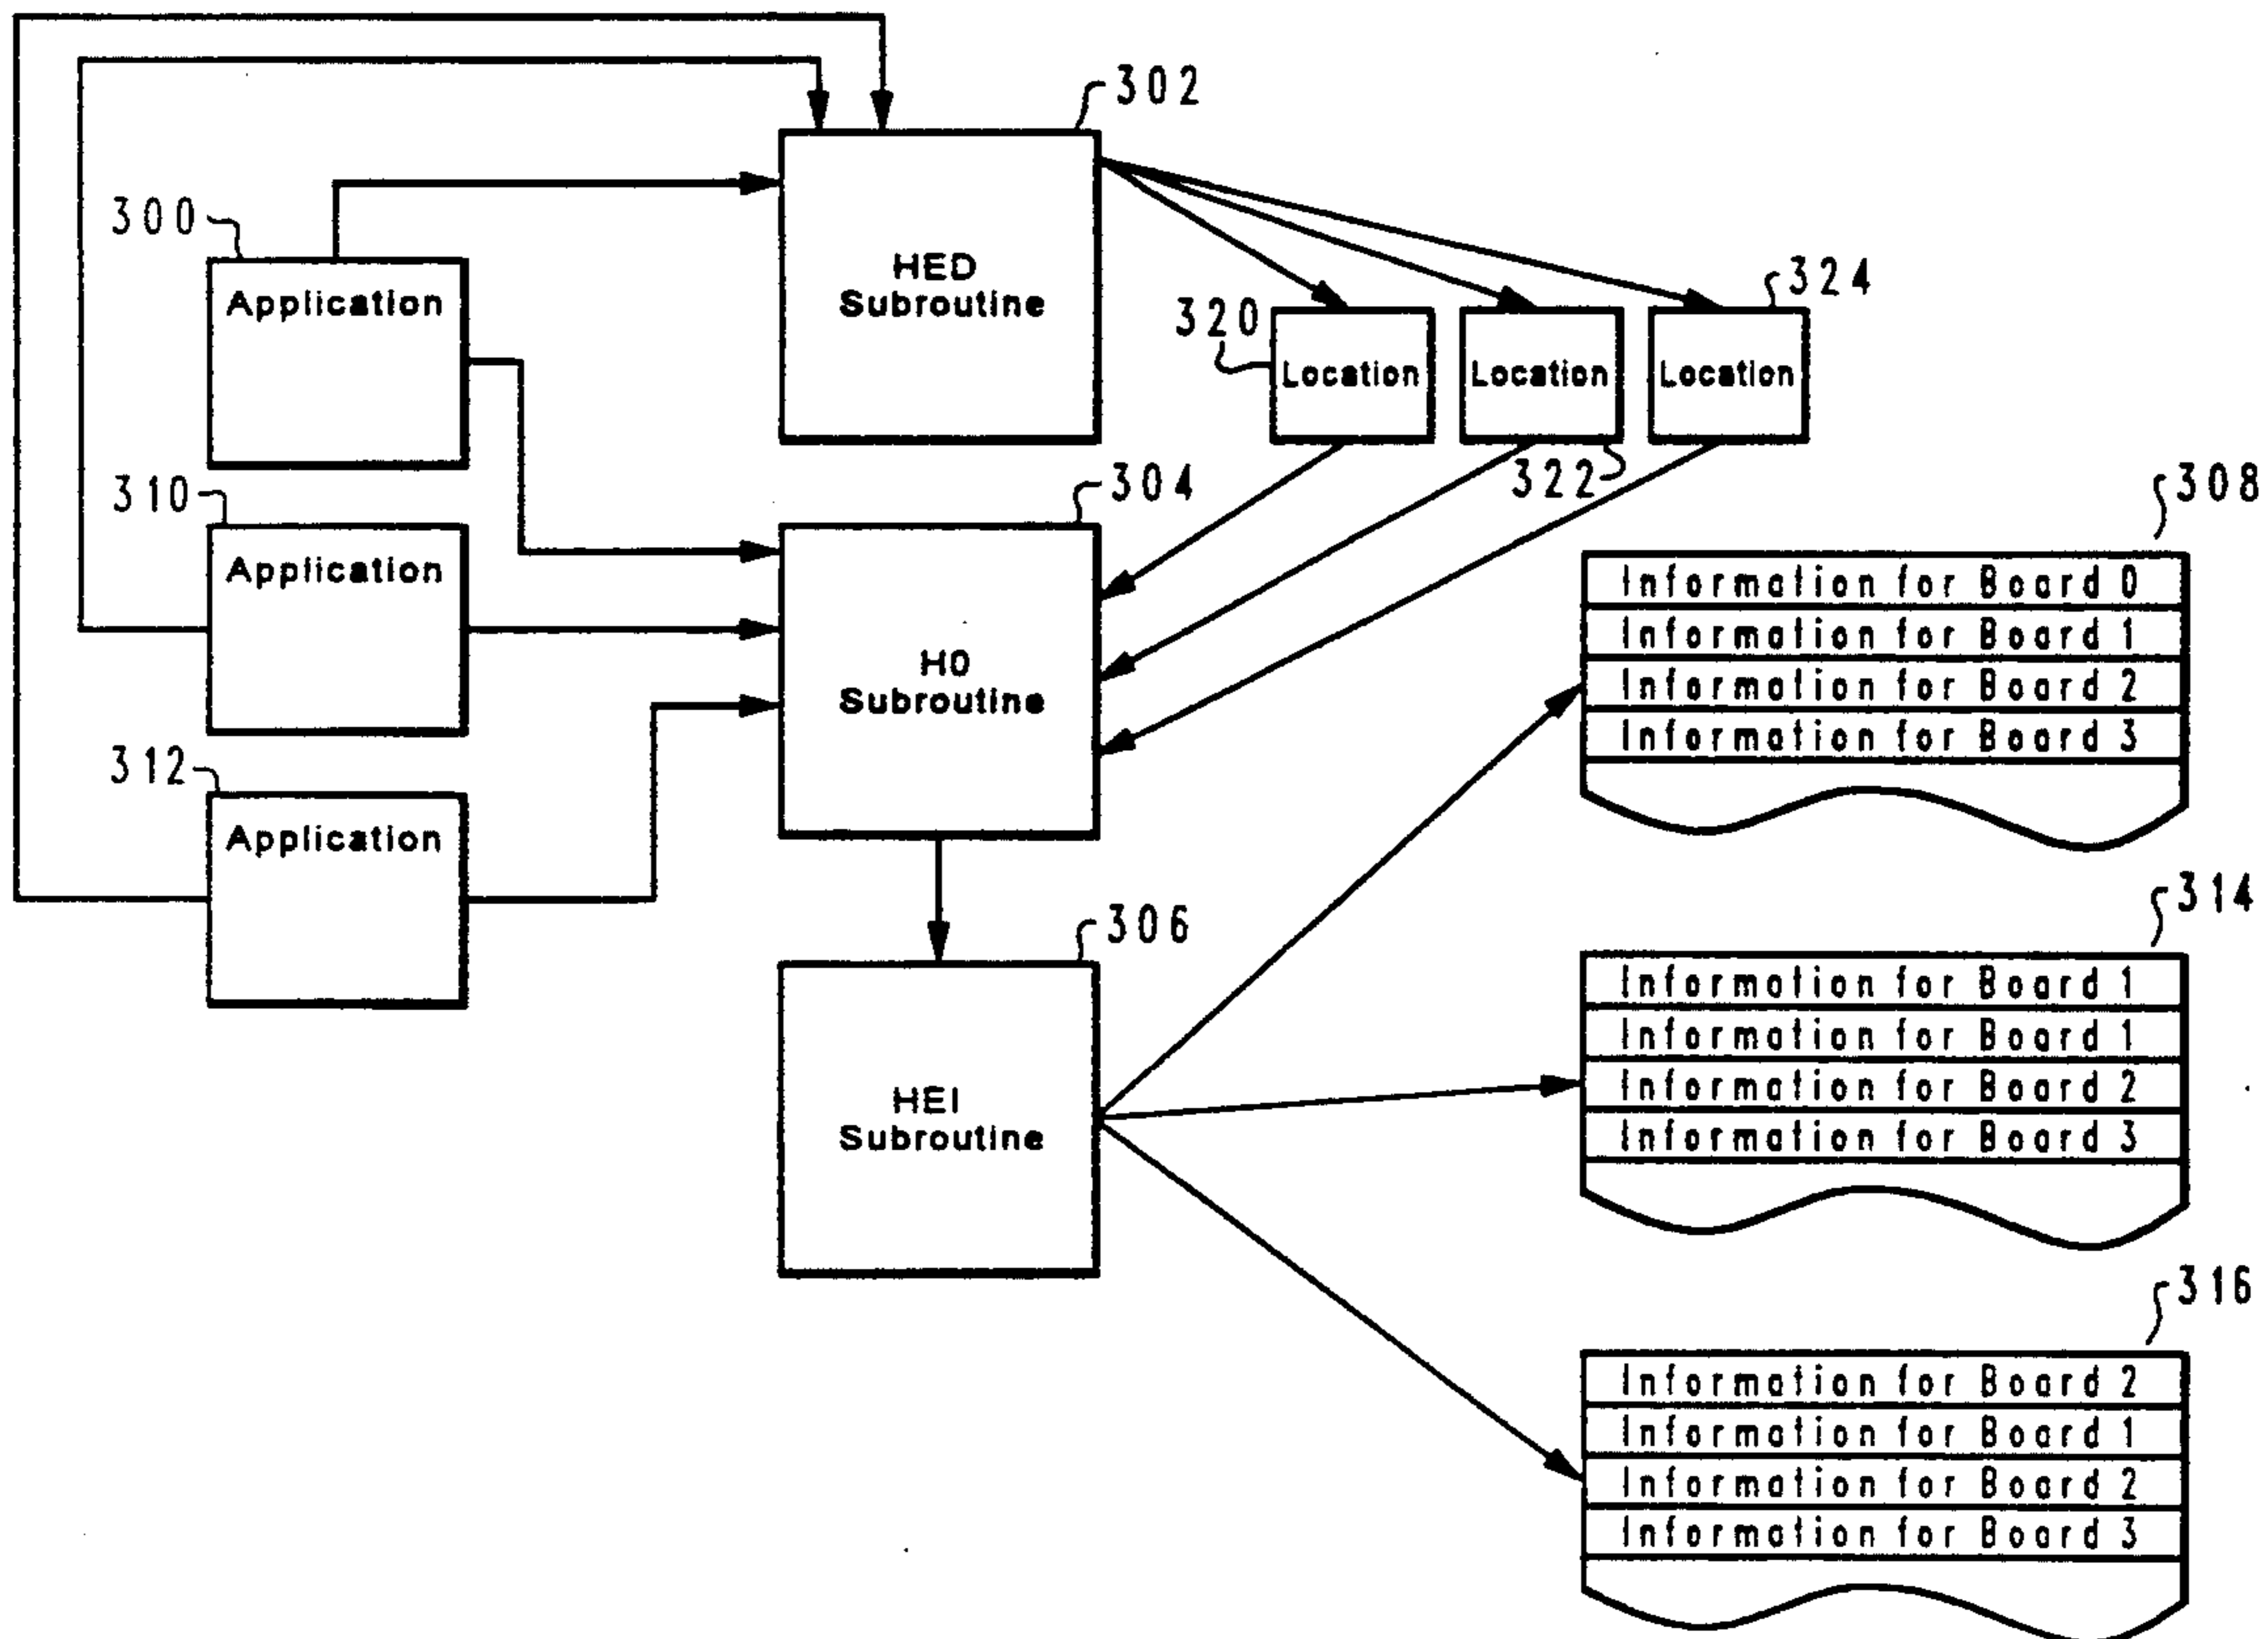 302
300
Application
HED
Subroutine
324
320
Location
Location
Location
322
310
Application
304
308
H0
Subroutine
Information for Board 0
Information for Board 1
Information for Board 2
Information for Board 3
312
Application
314
306
Information for Board 1
Information for Board 1
Information for Board 2
Information for Board 3
HEI
Subroutine
316
Information for Board 2
Information for Board 1
Information for Board 2
Information for Board 3